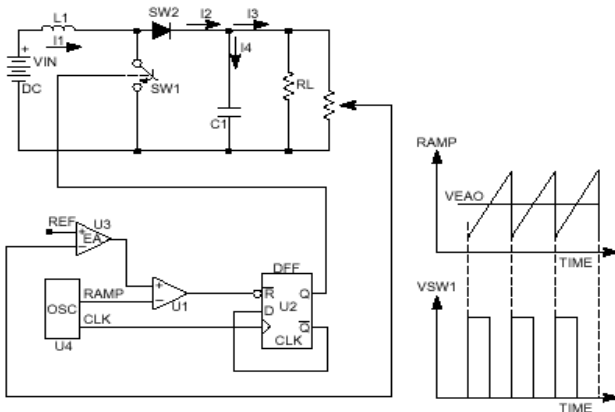 L1
SW2
I2
I3
I1
I4
VIN
SW1
RL
DC
C1
RAMP
VEAO
TIME
REF
U3
EA
DFF
R
Q
U1
U2
D
OSC
RAMP
CLK
Q
U4
CLK
VSW1
TIME